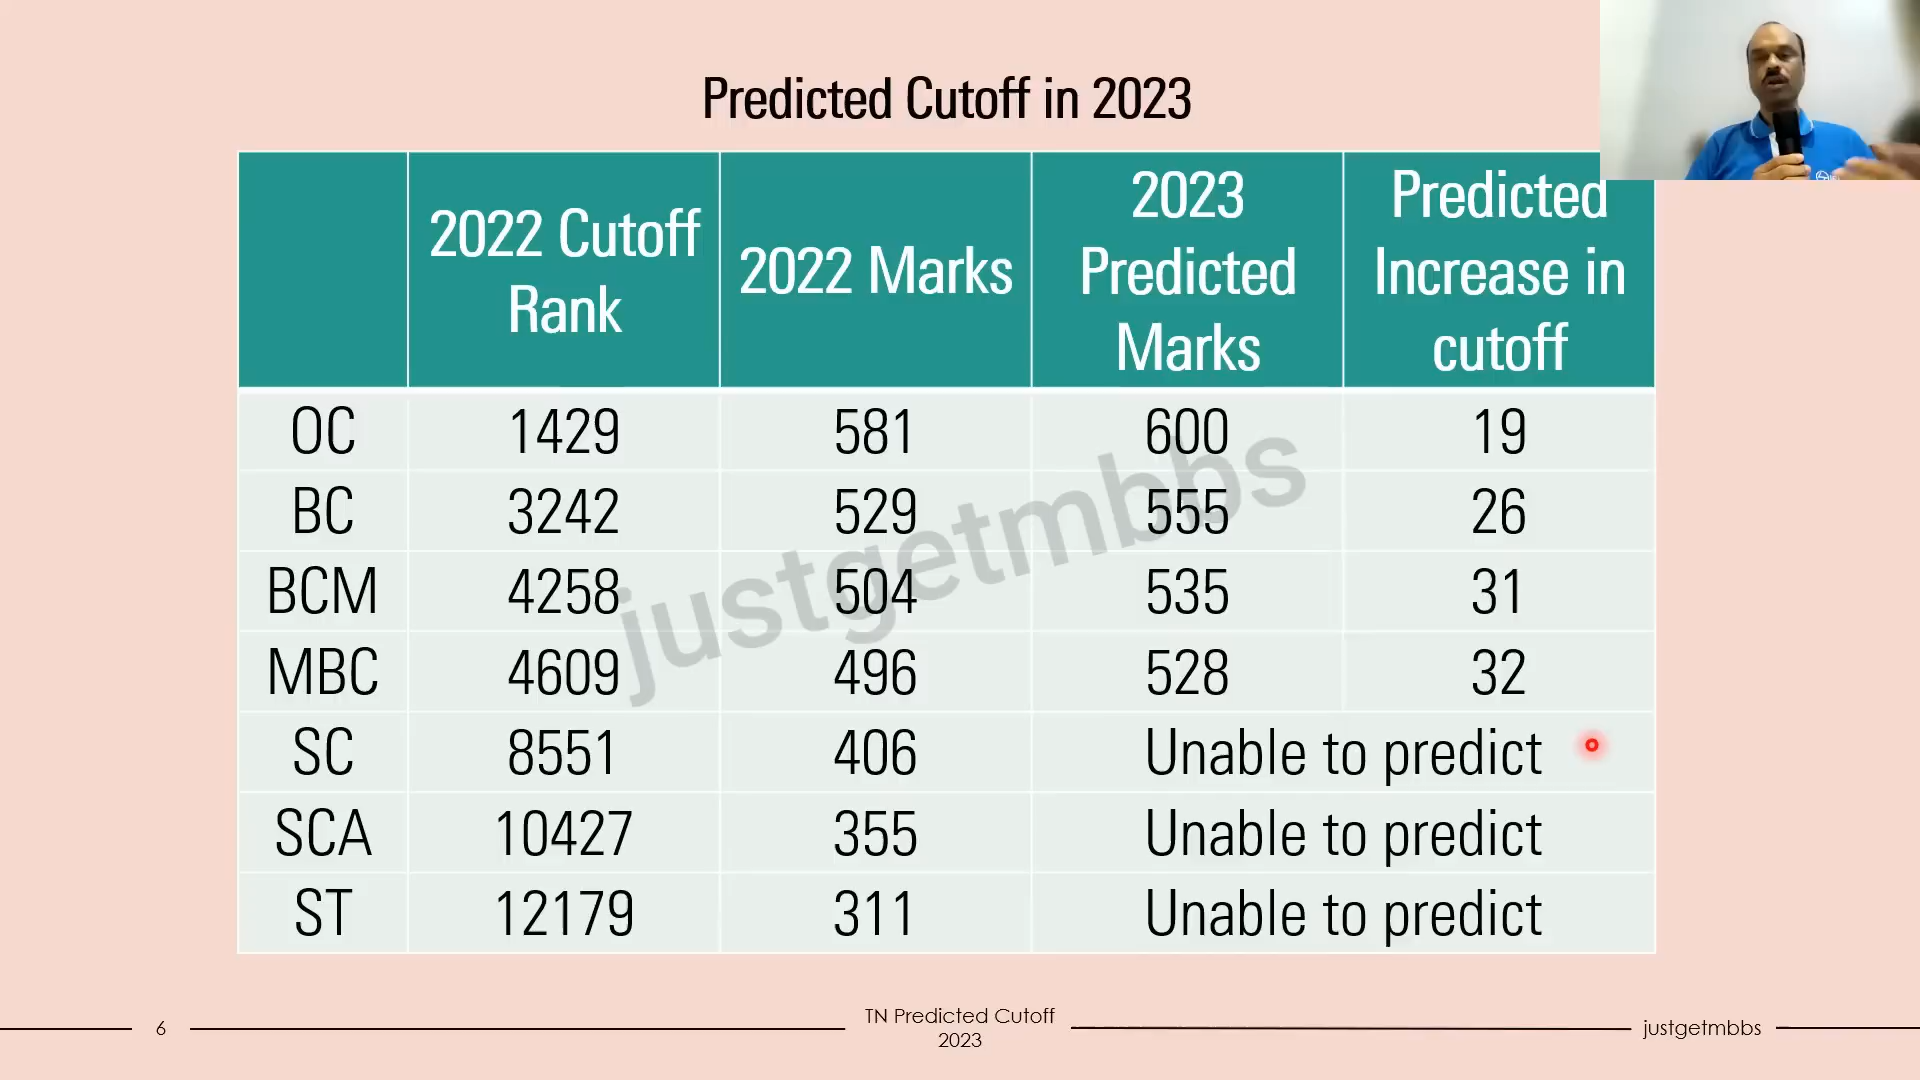 Predicted Cutoff in 2023
2022 Cutoff Rank 2022 Marks 2023 Predicted Marks Predicted Increase in cutoff
OC 1429 581 600 19
BC 3242 529 555 26
BCM 4258 504 535 31
MBC 4609 496 528 32
SC 8551 406 Unable to predict
SCA 10427 355 Unable to predict
ST 12179 311 Unable to predict
justgetmbbs
6
TN Predicted Cutoff
2023
justgetmbbs